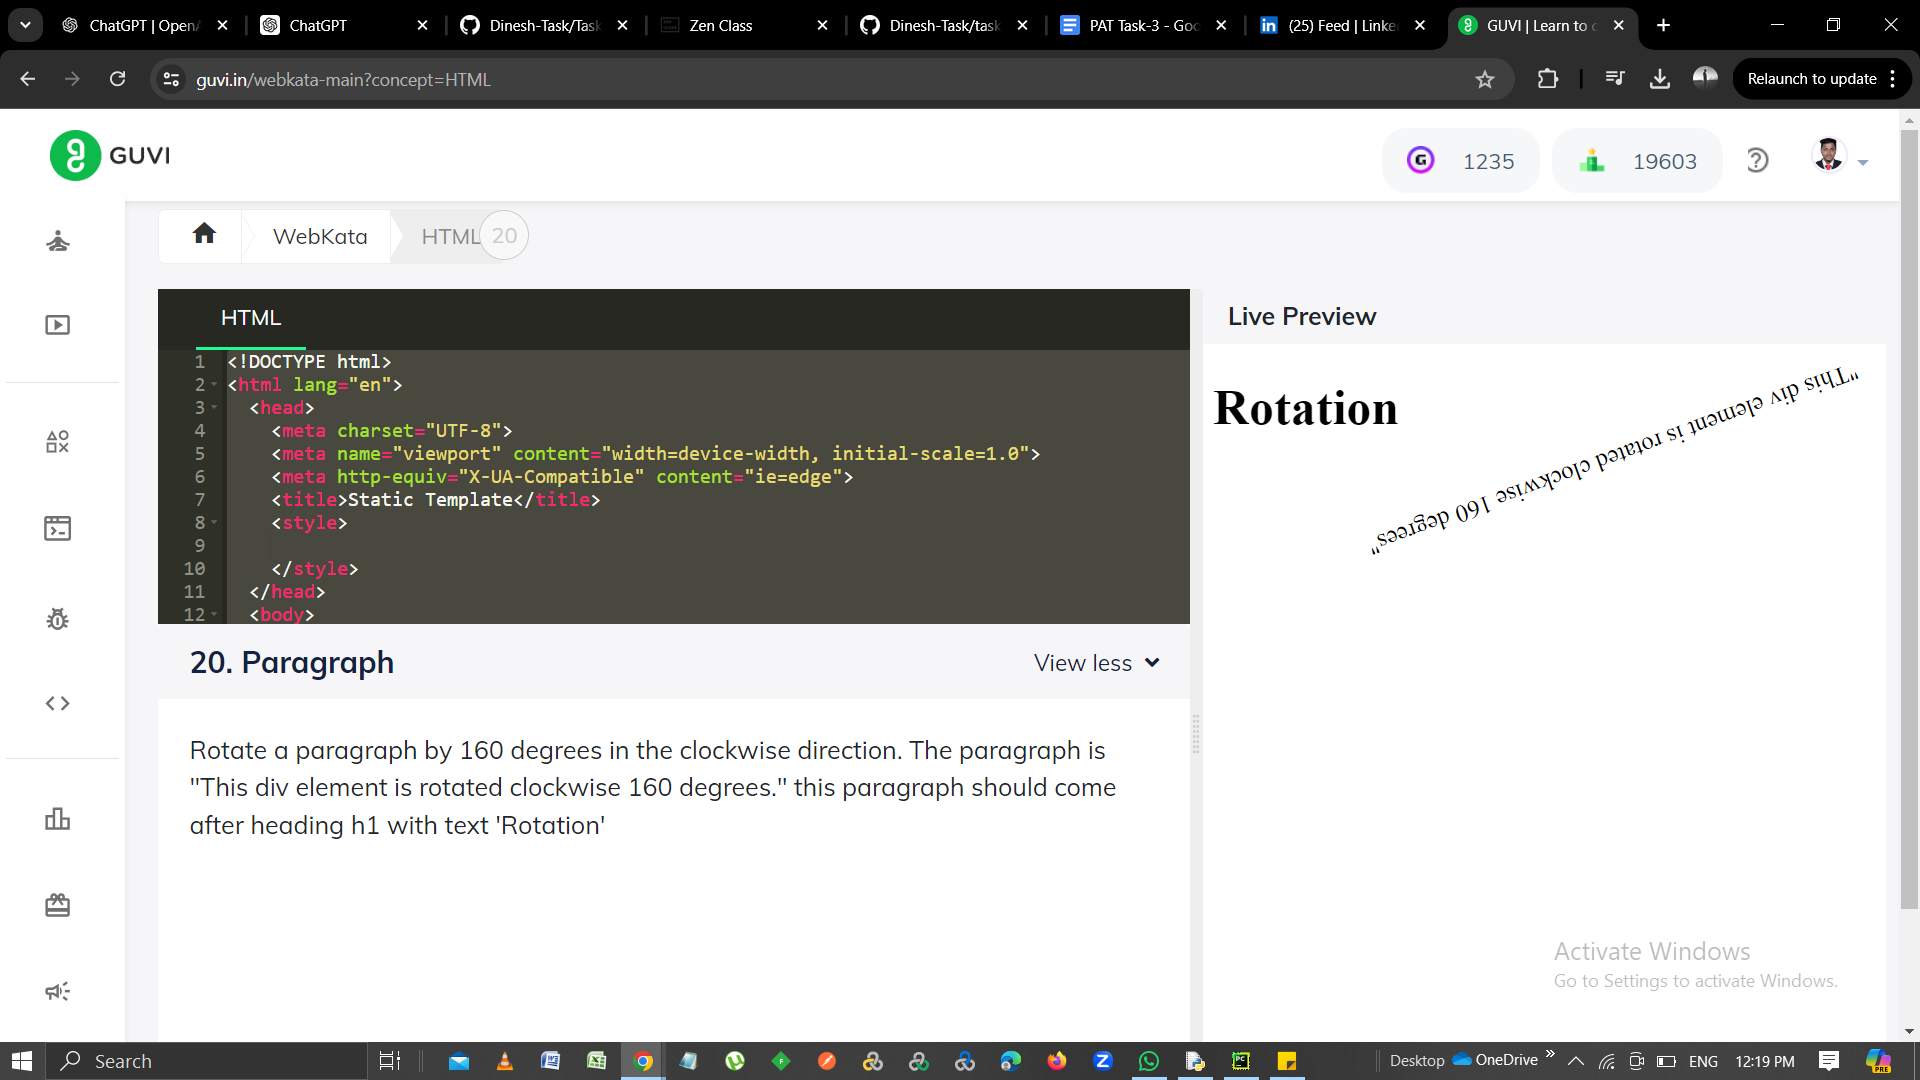 ChatGPT | OpenA
ChatGPT
Dinesh-Task/Task
Zen Class
Dinesh-Task/task
PAT Task-3 - Goo
(25) Feed | Linke
GUVI | Learn to c
guvi.in/webkata-main?concept=HTML
Relaunch to update
GUVI
1235
19603
WebKata
HTML
20
HTML
1 <!DOCTYPE html>
2 <html lang="en">
3 <head>
4 <meta charset="UTF-8">
5 <meta name="viewport" content="width=device-width, initial-scale=1.0">
6 <meta http-equiv="X-UA-Compatible" content="ie=edge">
7 <title>Static Template</title>
8 <style>
9
10 </style>
11 </head>
12 <body>
20. Paragraph
View less
Rotate a paragraph by 160 degrees in the clockwise direction. The paragraph is
"This div element is rotated clockwise 160 degrees." this paragraph should come
after heading h1 with text 'Rotation'
Live Preview
Rotation
"This div element is rotated clockwise 160 degrees"
Activate Windows
Go to Settings to activate Windows.
Search
Desktop
OneDrive
ENG
12:19 PM
PRE